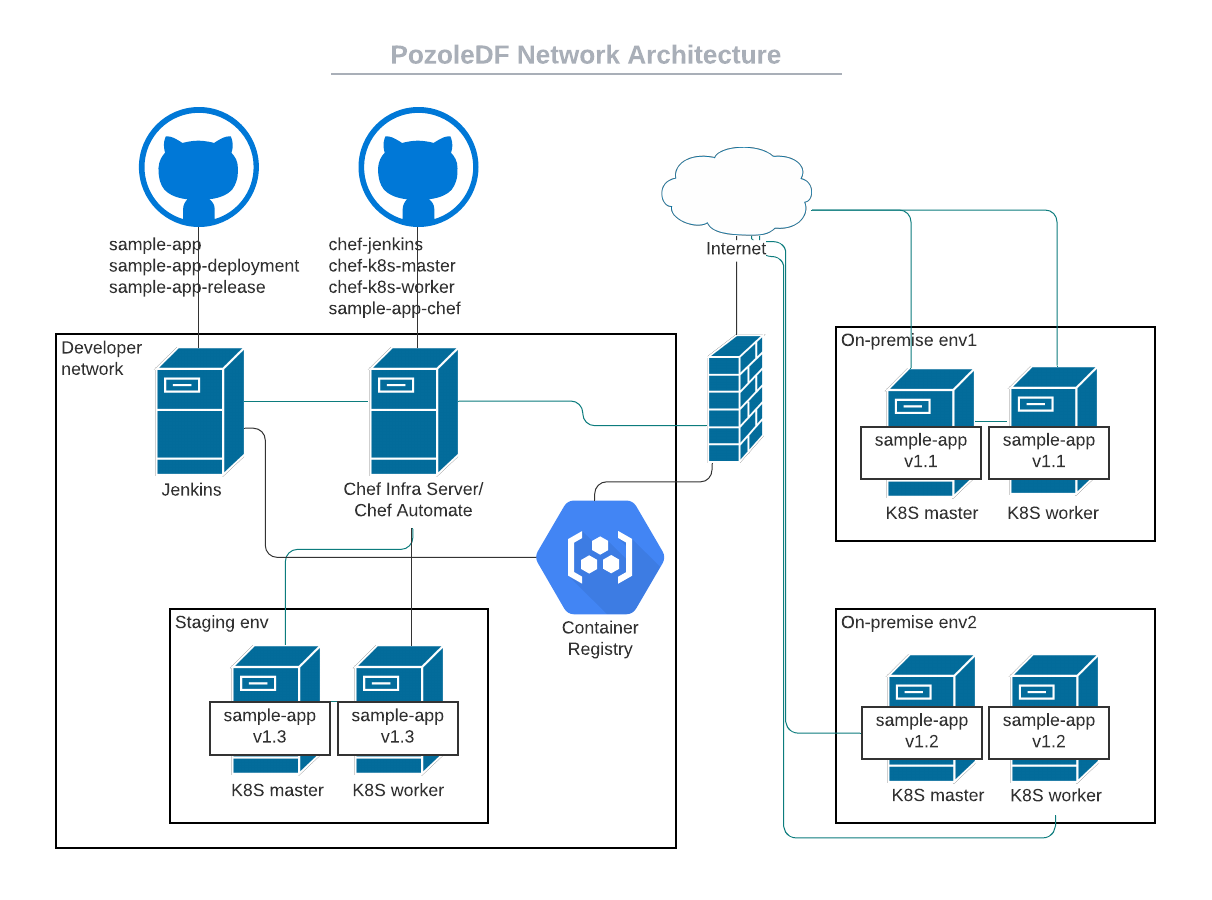 PozoleDF Network Architecture
sample-app
sample-app-deployment
sample-app-release
chef-jenkins
chef-k8s-master
chef-k8s-worker
sample-app-chef
Internet
Developer
network
Jenkins
Chef Infra Server/
Chef Automate
Container
Registry
Staging env
sample-app
v1.3
sample-app
v1.3
K8S master
K8S worker
On-premise env1
sample-app
v1.1
sample-app
v1.1
K8S master
K8S worker
On-premise env2
sample-app
v1.2
sample-app
v1.2
K8S master
K8S worker